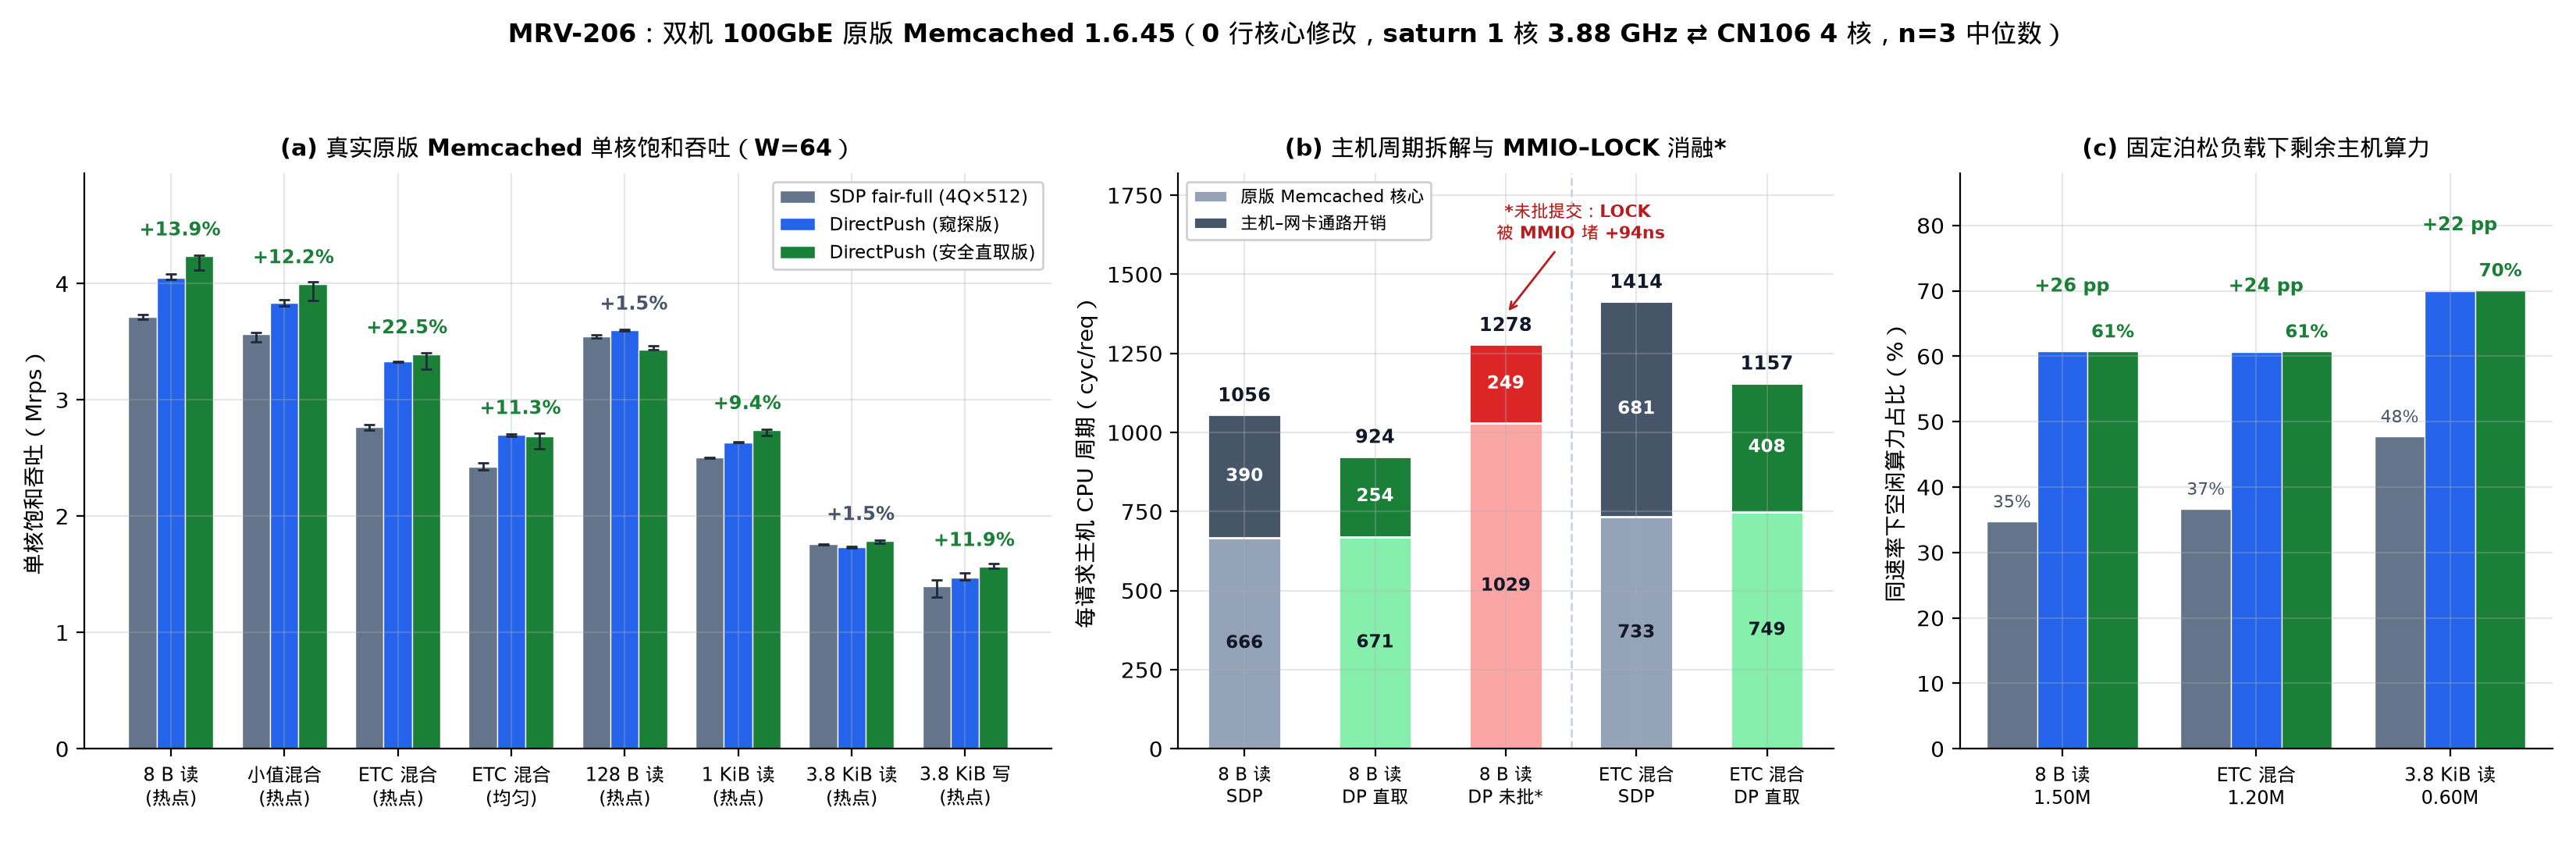 MRV-206：双机 100GbE 原版 Memcached 1.6.45（0 行核心修改，saturn 1 核 3.88 GHz ⇄ CN106 4 核，n=3 中位数）
(a) 真实原版 Memcached 单核饱和吞吐（W=64）
单核饱和吞吐（Mrps）
4
3
2
1
0
SDP fair-full (4Q×512)
DirectPush (窥探版)
DirectPush (安全直取版)
+13.9%
+12.2%
+22.5%
+11.3%
+1.5%
+9.4%
+1.5%
+11.9%
8 B 读
(热点)
小值混合
(热点)
ETC 混合
(热点)
ETC 混合
(均匀)
128 B 读
(热点)
1 KiB 读
(热点)
3.8 KiB 读
(热点)
3.8 KiB 写
(热点)
(b) 主机周期拆解与 MMIO–LOCK 消融*
每请求主机 CPU 周期（cyc/req）
1750
1500
1250
1000
750
500
250
0
原版 Memcached 核心
主机–网卡通路开销
*未批提交：LOCK
被 MMIO 堵 +94ns
1056
390
666
924
254
671
1278
249
1029
1414
681
733
1157
408
749
8 B 读
SDP
8 B 读
DP 直取
8 B 读
DP 未批*
ETC 混合
SDP
ETC 混合
DP 直取
(c) 固定泊松负载下剩余主机算力
同速率下空闲算力占比（%）
80
70
60
50
40
30
20
10
0
+26 pp
35%
61%
+24 pp
37%
61%
+22 pp
48%
70%
8 B 读
1.50M
ETC 混合
1.20M
3.8 KiB 读
0.60M